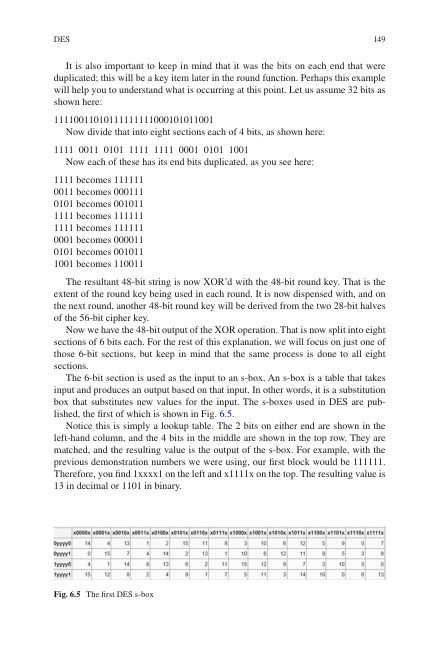 DES 149
It is also important to keep in mind that it was the bits on each end that were
duplicated; this will be a key item later in the round function. Perhaps this example
will help you to understand what is occurring at this point. Let us assume 32 bits as
shown here:
11110011010111111111000101011001
Now divide that into eight sections each of 4 bits, as shown here:
1111 0011 0101 1111 1111 0001 0101 1001
Now each of these has its end bits duplicated, as you see here:
1111 becomes 111111
0011 becomes 000111
0101 becomes 001011
1111 becomes 111111
1111 becomes 111111
0001 becomes 000011
0101 becomes 001011
1001 becomes 110011
The resultant 48-bit string is now XOR'd with the 48-bit round key. That is the
extent of the round key being used in each round. It is now dispensed with, and on
the next round, another 48-bit round key will be derived from the two 28-bit halves
of the 56-bit cipher key.
Now we have the 48-bit output of the XOR operation. That is now split into eight
sections of 6 bits each. For the rest of this explanation, we will focus on just one of
those 6-bit sections, but keep in mind that the same process is done to all eight
sections.
The 6-bit section is used as the input to an s-box. An s-box is a table that takes
input and produces an output based on that input. In other words, it is a substitution
box that substitutes new values for the input. The s-boxes used in DES are pub-
lished, the first of which is shown in Fig. 6.5.
Notice this is simply a lookup table. The 2 bits on either end are shown in the
left-hand column, and the 4 bits in the middle are shown in the top row. They are
matched, and the resulting value is the output of the s-box. For example, with the
previous demonstration numbers we were using, our first block would be 111111.
Therefore, you find 1xxxx1 on the left and x1111x on the top. The resulting value is
13 in decimal or 1101 in binary.
x0000x x0001x x0010x x0011x x0100x x0101x x0110x x0111x x1000x x1001x x1010x x1011x x1100x x1101x x1110x x1111x
0yyyy0 14 4 13 1 2 15 11 8 3 10 6 12 5 9 0 7
0yyyy1 0 15 7 4 14 2 13 1 10 6 12 11 9 5 3 8
1yyyy0 4 1 14 8 13 6 2 11 15 12 9 7 3 10 5 0
1yyyy1 15 12 8 2 4 9 1 7 5 11 3 14 10 0 6 13
Fig. 6.5 The first DES s-box